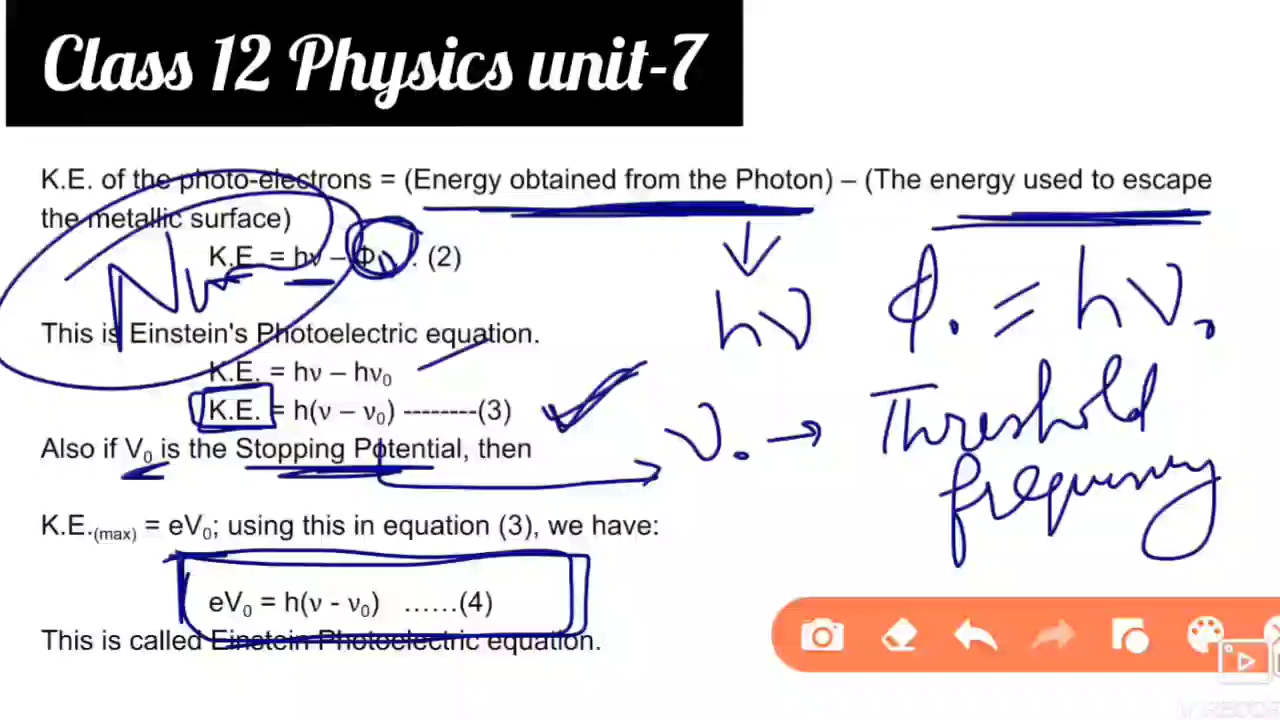 Class 12 Physics unit-7
K.E. of the photo-electrons = (Energy obtained from the Photon) – (The energy used to escape
the metallic surface)
K.E. = hν – Φ₀ . (2)
This is Einstein's Photoelectric equation.
K.E. = hν – hν₀
K.E. = h(ν – ν₀) --------(3)
Also if V₀ is the Stopping Potential, then
K.E.(max) = eV₀; using this in equation (3), we have:
eV₀ = h(ν - ν₀) ……(4)
This is called Einstein Photoelectric equation.
hν
ϕ₀ = hν₀
ν₀ → Threshold
frequency